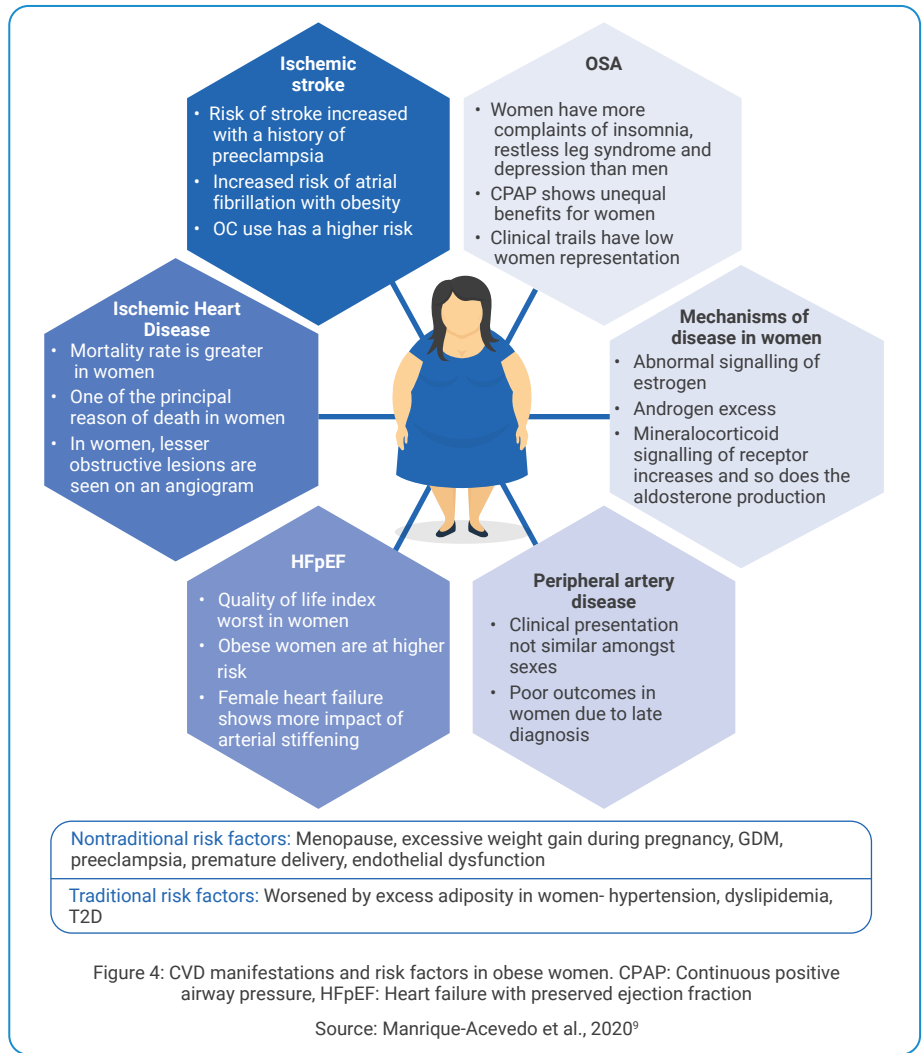 Ischemic
stroke
• Risk of stroke increased
with a history of
preeclampsia
• Increased risk of atrial
fibrillation with obesity
• OC use has a higher risk
OSA
• Women have more
complaints of insomnia,
restless leg syndrome and
depression than men
• CPAP shows unequal
benefits for women
• Clinical trails have low
women representation
Ischemic Heart
Disease
• Mortality rate is greater
in women
• One of the principal
reason of death in women
• In women, lesser
obstructive lesions are
seen on an angiogram
Mechanisms of
disease in women
• Abnormal signalling of
estrogen
• Androgen excess
• Mineralocorticoid
signalling of receptor
increases and so does the
aldosterone production
HFpEF
• Quality of life index
worst in women
• Obese women are at higher
risk
• Female heart failure
shows more impact of
arterial stiffening
Peripheral artery
disease
• Clinical presentation
not similar amongst
sexes
• Poor outcomes in
women due to late
diagnosis
Nontraditional risk factors: Menopause, excessive weight gain during pregnancy, GDM,
preeclampsia, premature delivery, endothelial dysfunction
Traditional risk factors: Worsened by excess adiposity in women- hypertension, dyslipidemia,
T2D
Figure 4: CVD manifestations and risk factors in obese women. CPAP: Continuous positive
airway pressure, HFpEF: Heart failure with preserved ejection fraction
Source: Manrique-Acevedo et al., 2020⁹